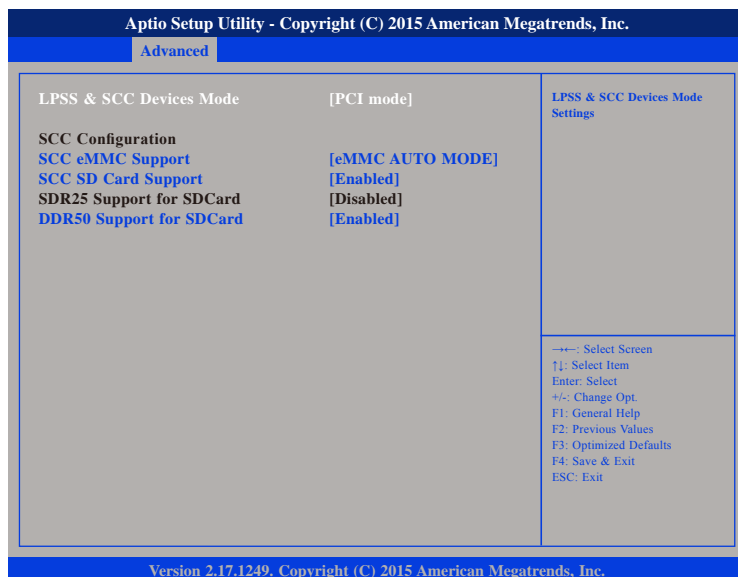 Aptio Setup Utility - Copyright (C) 2015 American Megatrends, Inc.
Advanced
LPSS & SCC Devices Mode [PCI mode]
SCC Configuration
SCC eMMC Support [eMMC AUTO MODE]
SCC SD Card Support [Enabled]
SDR25 Support for SDCard [Disabled]
DDR50 Support for SDCard [Enabled]
LPSS & SCC Devices Mode
Settings
→←: Select Screen
↑↓: Select Item
Enter: Select
+/-: Change Opt.
F1: General Help
F2: Previous Values
F3: Optimized Defaults
F4: Save & Exit
ESC: Exit
Version 2.17.1249. Copyright (C) 2015 American Megatrends, Inc.